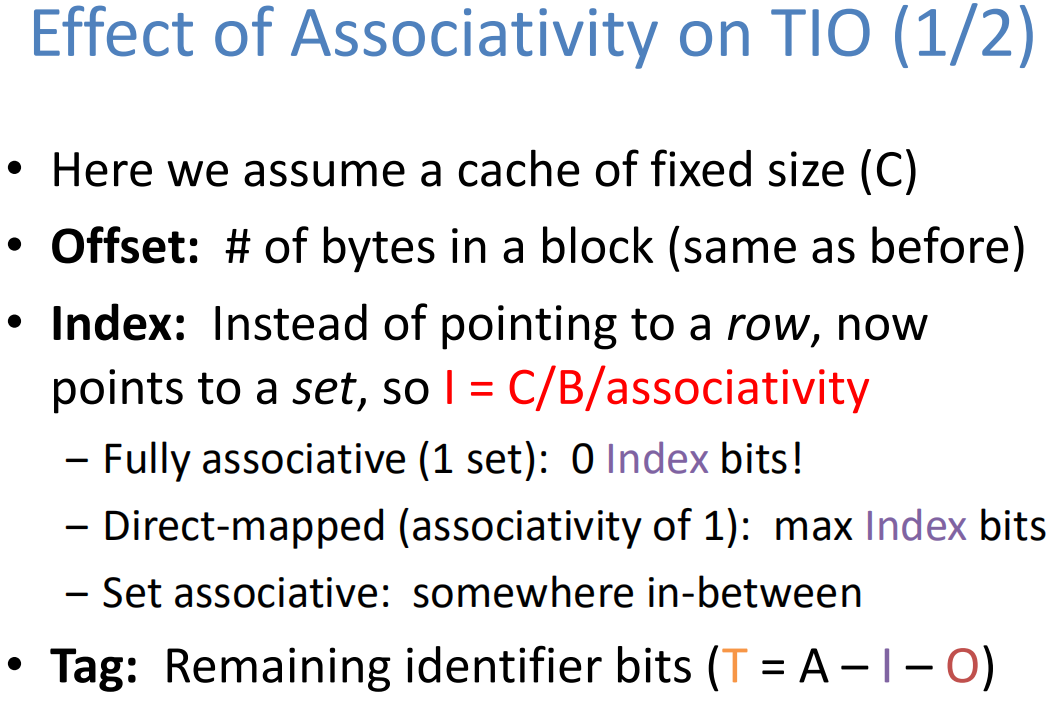 Effect of Associativity on TIO (1/2)
• Here we assume a cache of fixed size (C)
• Offset: # of bytes in a block (same as before)
• Index: Instead of pointing to a row, now
points to a set, so I = C/B/associativity
– Fully associative (1 set): 0 Index bits!
– Direct-mapped (associativity of 1): max Index bits
– Set associative: somewhere in-between
• Tag: Remaining identifier bits (T = A – I – O)